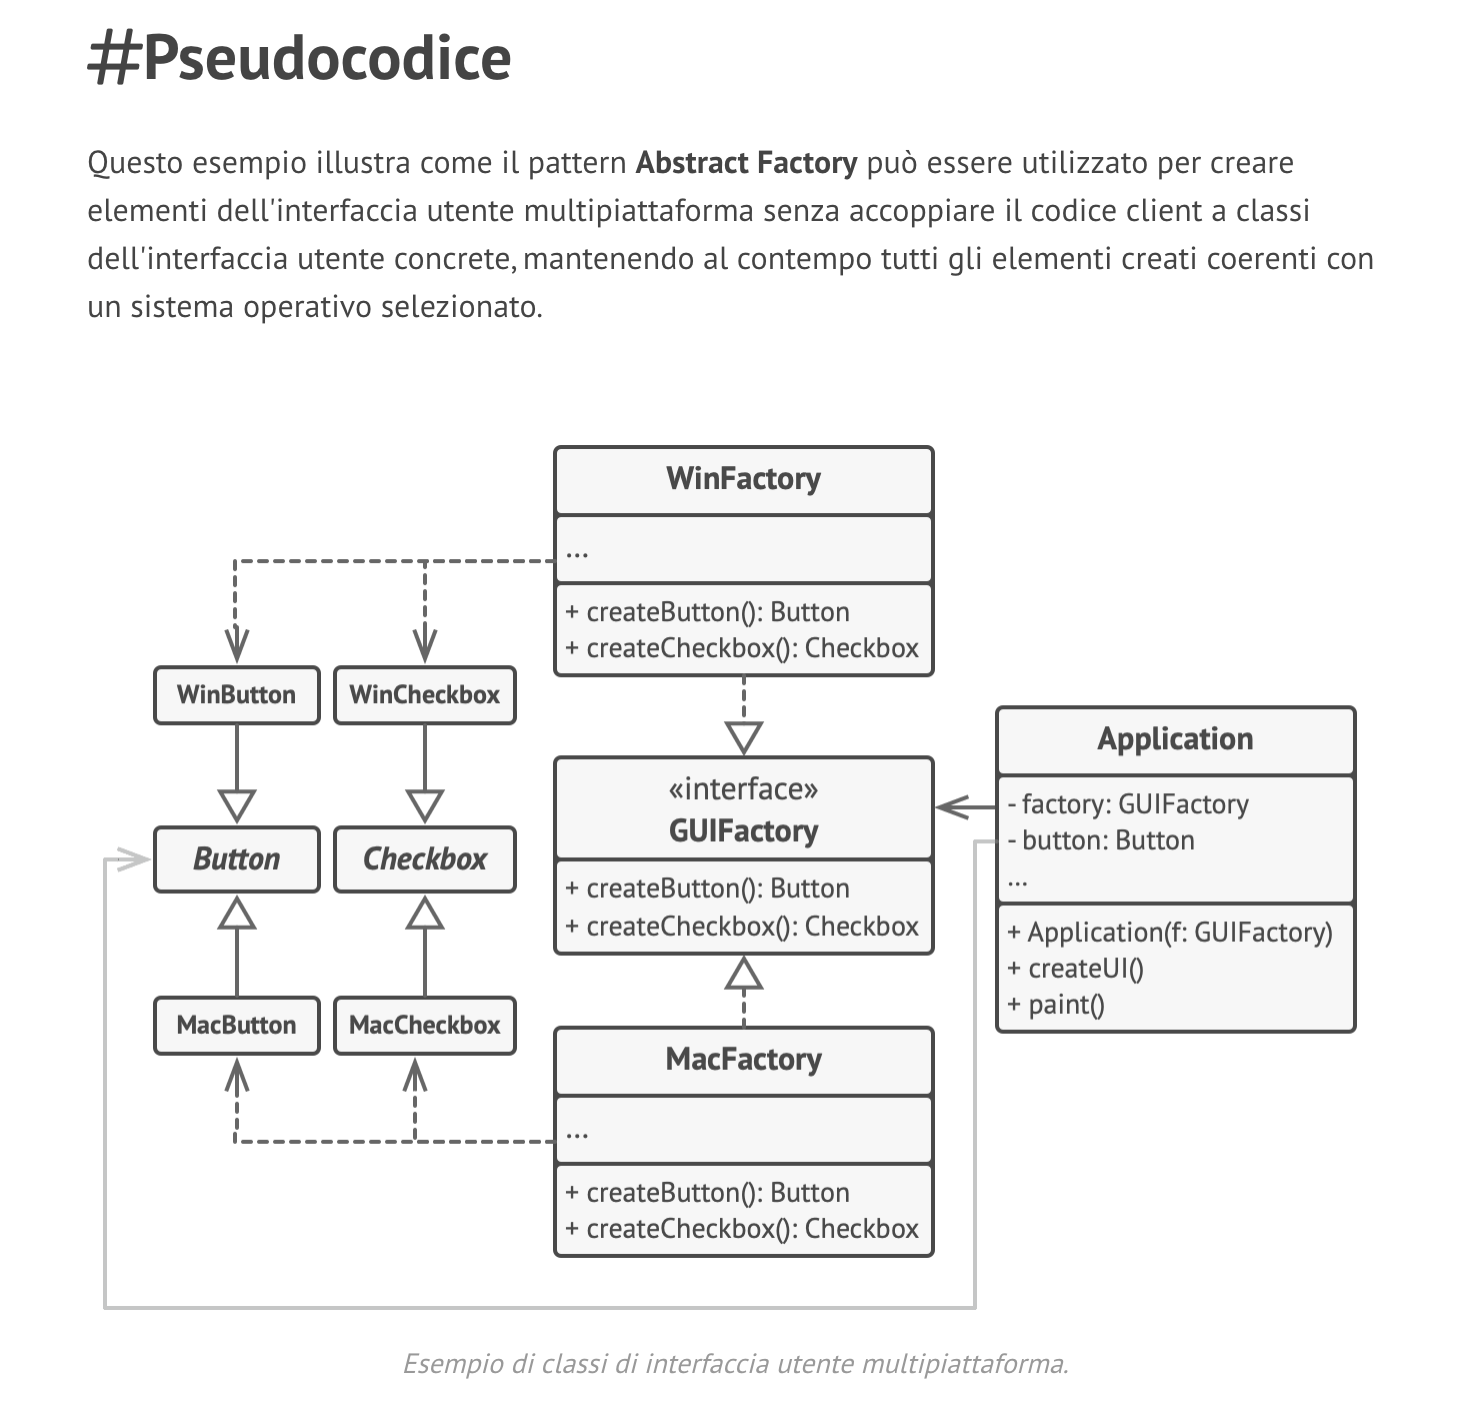 #Pseudocodice
Questo esempio illustra come il pattern Abstract Factory può essere utilizzato per creare
elementi dell'interfaccia utente multipiattaforma senza accoppiare il codice client a classi
dell'interfaccia utente concrete, mantenendo al contempo tutti gli elementi creati coerenti con
un sistema operativo selezionato.
WinFactory
...
+ createButton(): Button
+ createCheckbox(): Checkbox
WinButton
WinCheckbox
Button
Checkbox
MacButton
MacCheckbox
«interface»
GUIFactory
+ createButton(): Button
+ createCheckbox(): Checkbox
Application
- factory: GUIFactory
- button: Button
...
+ Application(f: GUIFactory)
+ createUI()
+ paint()
MacFactory
...
+ createButton(): Button
+ createCheckbox(): Checkbox
Esempio di classi di interfaccia utente multipiattaforma.